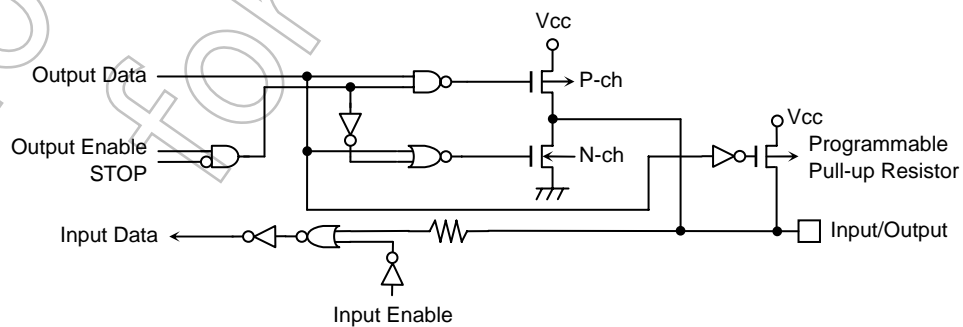 Vcc
Output Data
P-ch
Vcc
Output Enable
STOP
N-ch
Programmable
Pull-up Resistor
Input Data
Input/Output
Input Enable
for